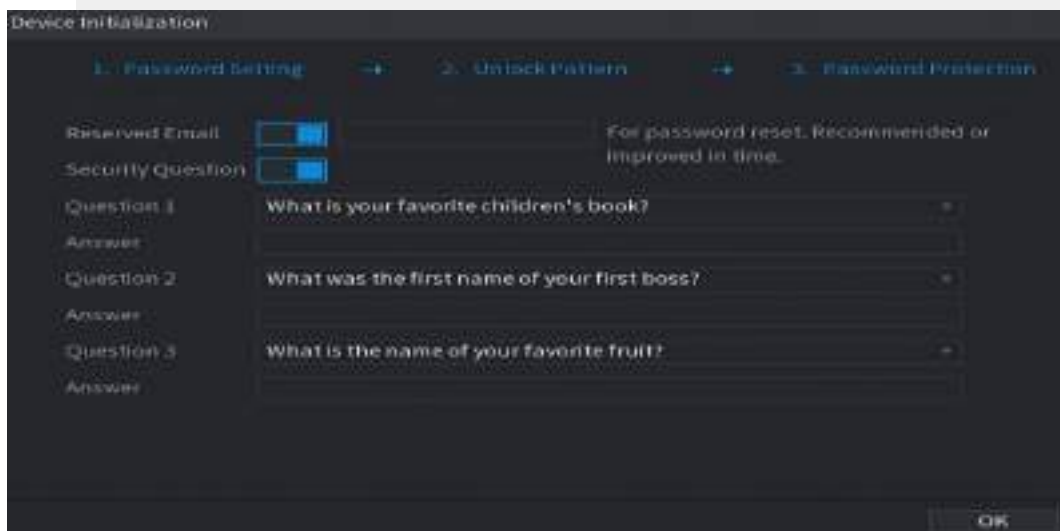 Device Initialization
1. Password Setting → 2. Unlock Pattern → 3. Password Protection
Reserved Email For password reset. Recommended or
improved in time.
Security Question
Question 1 What is your favorite children's book?
Answer
Question 2 What was the first name of your first boss?
Answer
Question 3 What is the name of your favorite fruit?
Answer
OK